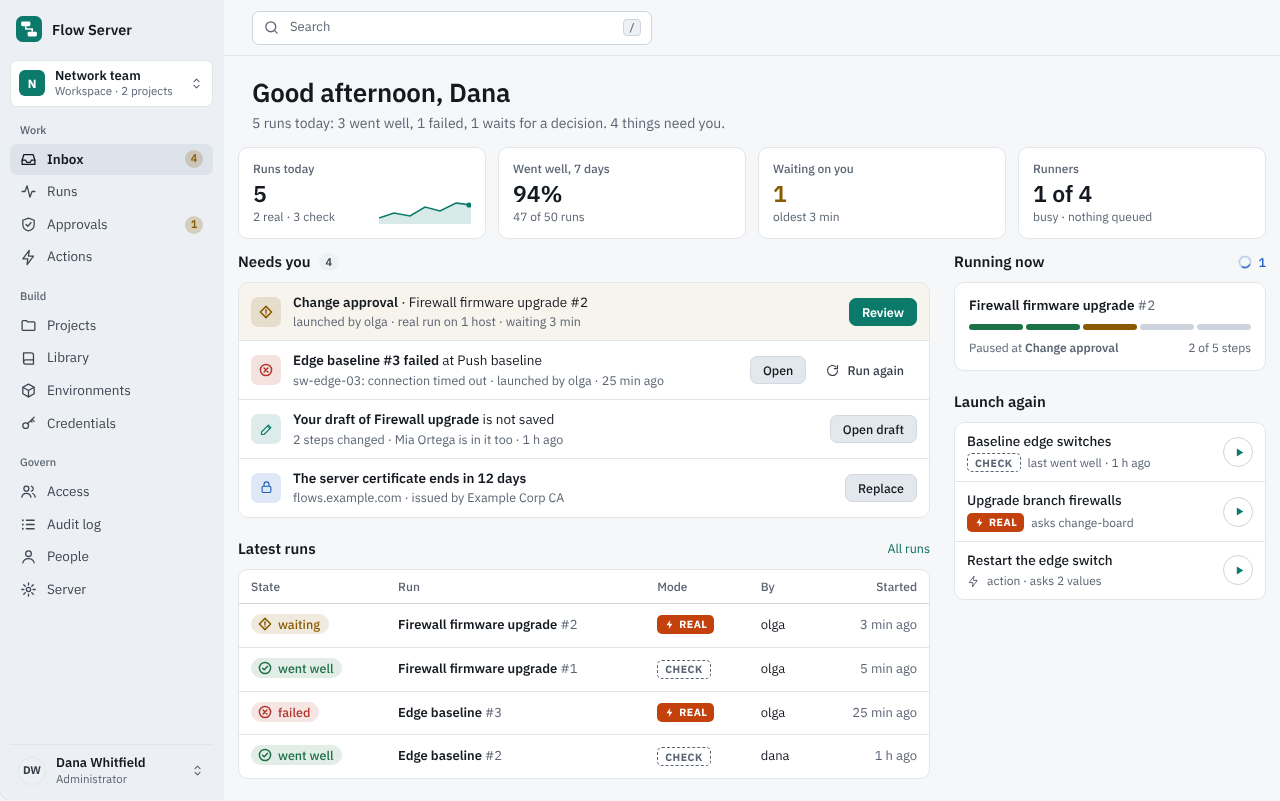 Flow Server
Search
/
N
Network team
Workspace · 2 projects
Work
Inbox
4
Runs
Approvals
1
Actions
Build
Projects
Library
Environments
Credentials
Govern
Access
Audit log
People
Server
DW
Dana Whitfield
Administrator
Good afternoon, Dana
5 runs today: 3 went well, 1 failed, 1 waits for a decision. 4 things need you.
Runs today
5
2 real · 3 check
Went well, 7 days
94%
47 of 50 runs
Waiting on you
1
oldest 3 min
Runners
1 of 4
busy · nothing queued
Needs you 4
Change approval · Firewall firmware upgrade #2
launched by olga · real run on 1 host · waiting 3 min
Review
Edge baseline #3 failed at Push baseline
sw-edge-03: connection timed out · launched by olga · 25 min ago
Open
Run again
Your draft of Firewall upgrade is not saved
2 steps changed · Mia Ortega is in it too · 1 h ago
Open draft
The server certificate ends in 12 days
flows.example.com · issued by Example Corp CA
Replace
Latest runs
All runs
State Run Mode By Started
waiting Firewall firmware upgrade #2 REAL olga 3 min ago
went well Firewall firmware upgrade #1 CHECK olga 5 min ago
failed Edge baseline #3 REAL olga 25 min ago
went well Edge baseline #2 CHECK dana 1 h ago
Running now
1
Firewall firmware upgrade #2
Paused at Change approval
2 of 5 steps
Launch again
Baseline edge switches
CHECK last went well · 1 h ago
Upgrade branch firewalls
REAL asks change-board
Restart the edge switch
action · asks 2 values